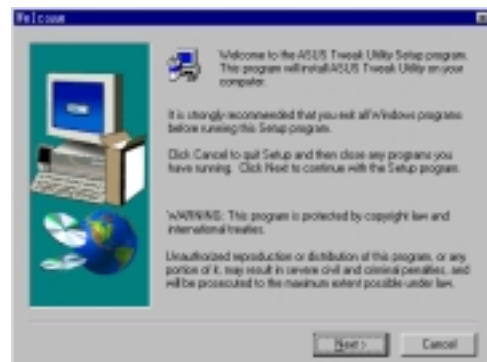 Welcome
Welcome to the ASUS Tweak Utility Setup program.
This program will install ASUS Tweak Utility on your
computer.
It is strongly recommended that you exit all Windows programs
before running this Setup program.
Click Cancel to quit Setup and then close any programs you
have running. Click Next to continue with the Setup program.
WARNING: This program is protected by copyright law and
international treaties.
Unauthorized reproduction or distribution of this program, or any
portion of it, may result in severe civil and criminal penalties, and
will be prosecuted to the maximum extent possible under law.
Next >
Cancel